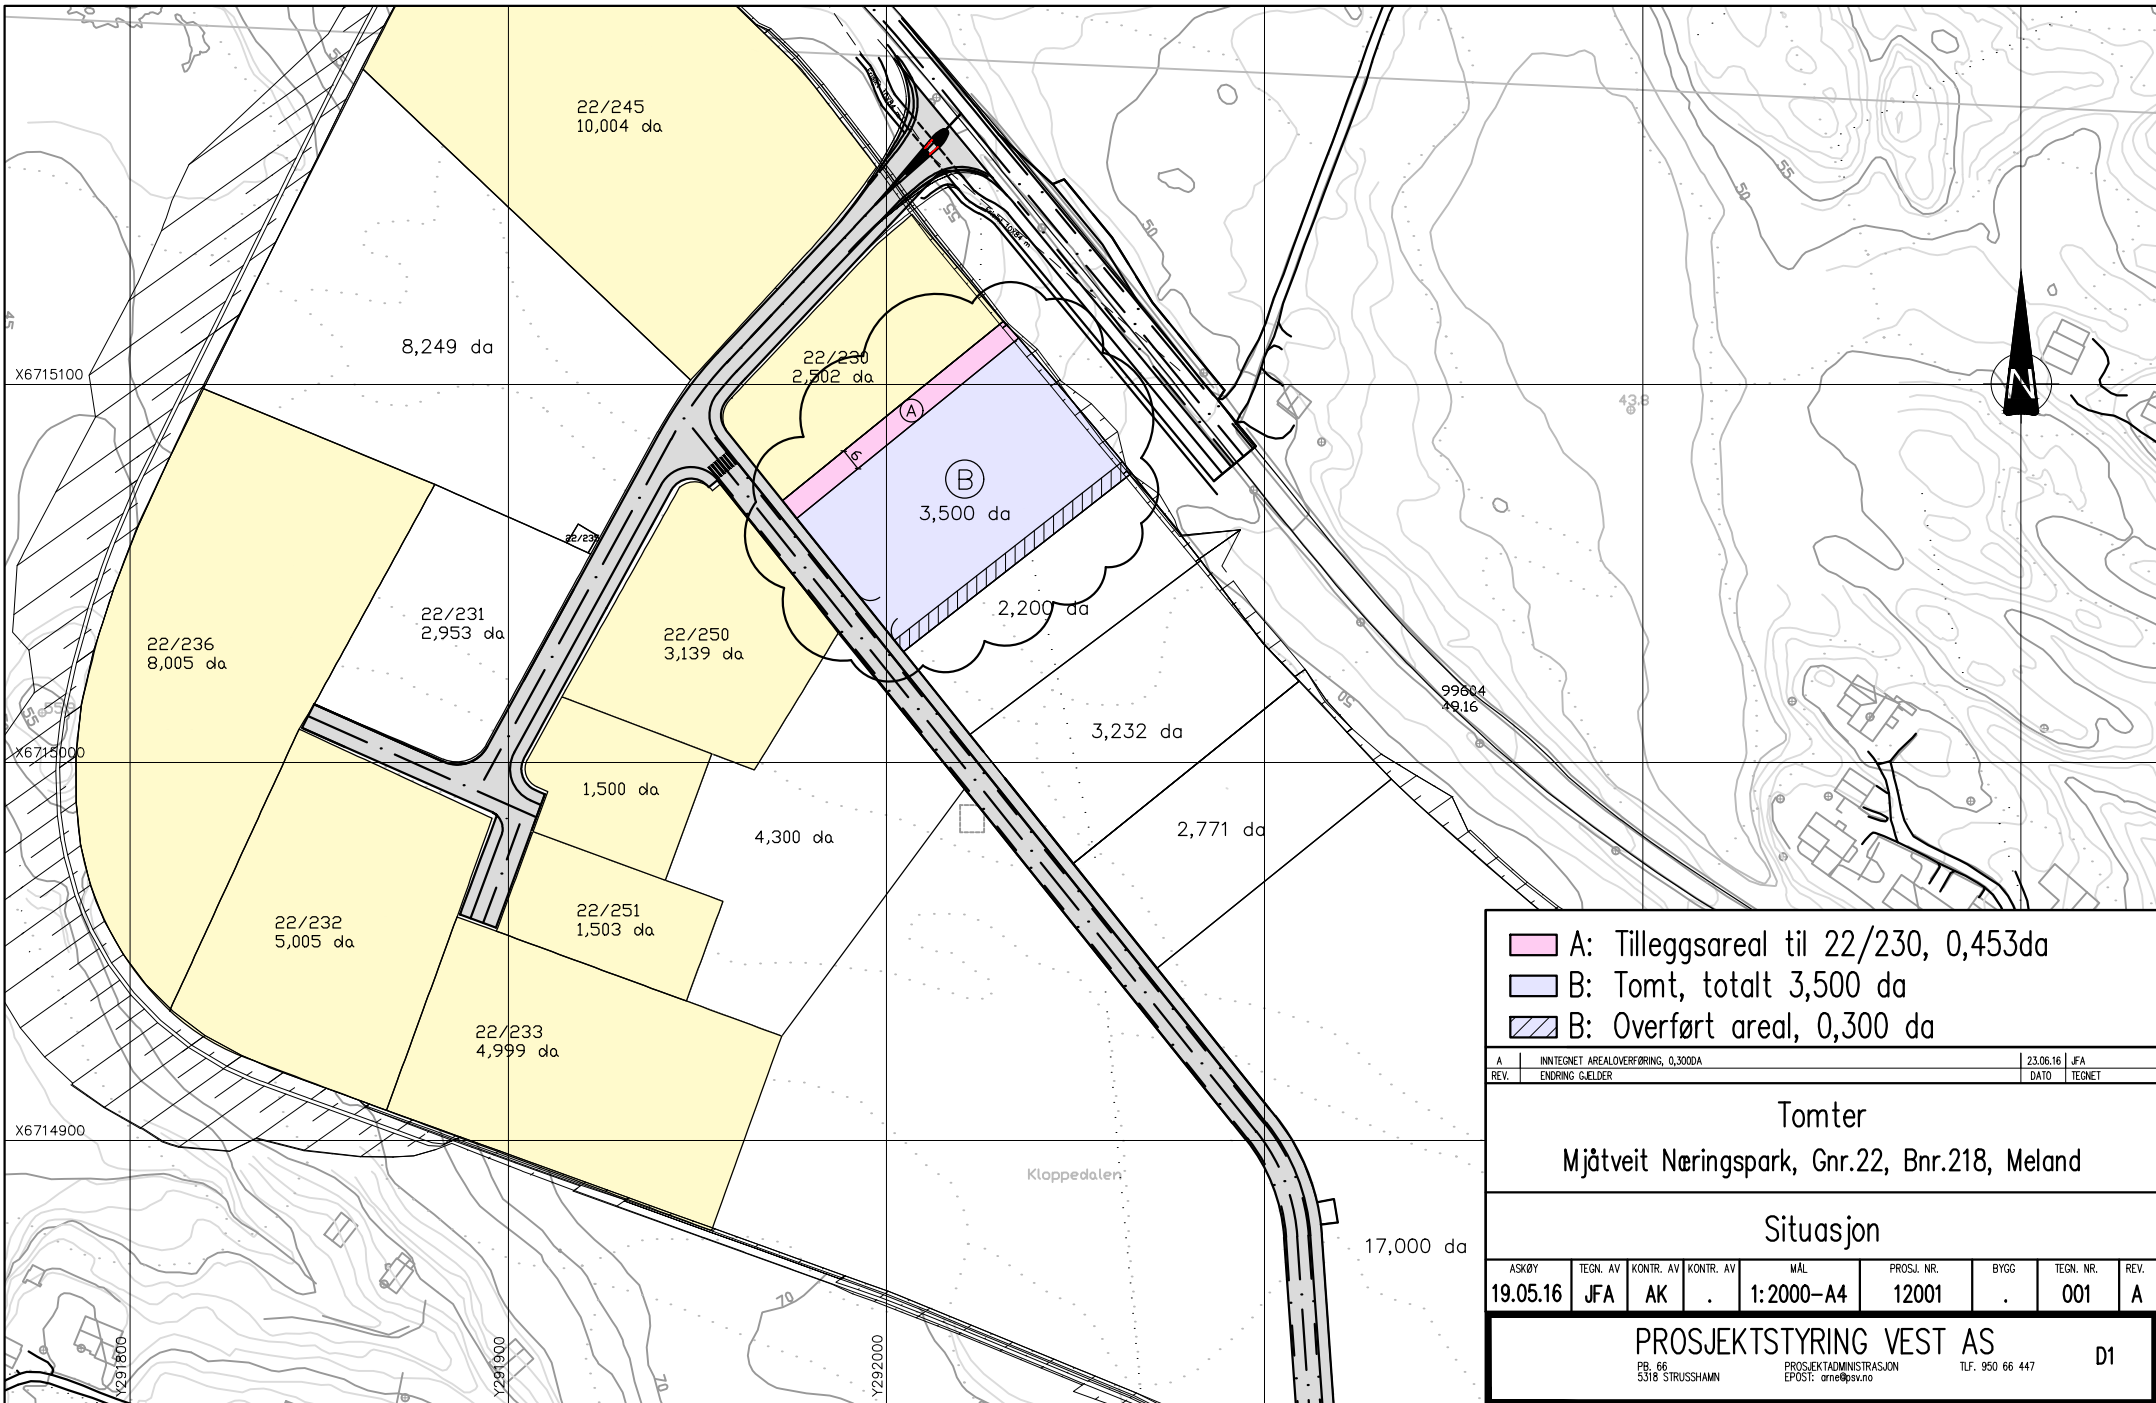 22/245
10,004 da
8,249 da
22/230
2,502 da
A
6
B
3,500 da
X6715100
43.8
N
50
55
50
55
45
22/231
2,953 da
22/250
3,139 da
2,200 da
22/236
8,005 da
55
X6715000
3,232 da
99604
49.16
50
1,500 da
4,300 da
2,771 da
22/232
5,005 da
22/251
1,503 da
22/233
4,999 da
X6714900
Kloppedalen
17,000 da
70
70
Y291800
Y291900
Y292000
A: Tilleggsareal til 22/230, 0,453da
B: Tomt, totalt 3,500 da
B: Overført areal, 0,300 da
A INNTEGNET AREALOVERFØRING, 0,300DA 23.06.16 JFA
REV. ENDRING GJELDER DATO TEGNET
Tomter
Mjåtveit Næringspark, Gnr.22, Bnr.218, Meland
Situasjon
ASKØY TEGN. AV KONTR. AV KONTR. AV MÅL PROSJ. NR. BYGG TEGN. NR. REV.
19.05.16 JFA AK . 1:2000-A4 12001 . 001 A
PROSJEKTSTYRING VEST AS
PB. 66 PROSJEKTADMINISTRASJON TLF. 950 66 447
5318 STRUSSHAMN EPOST: arne@psv.no
D1